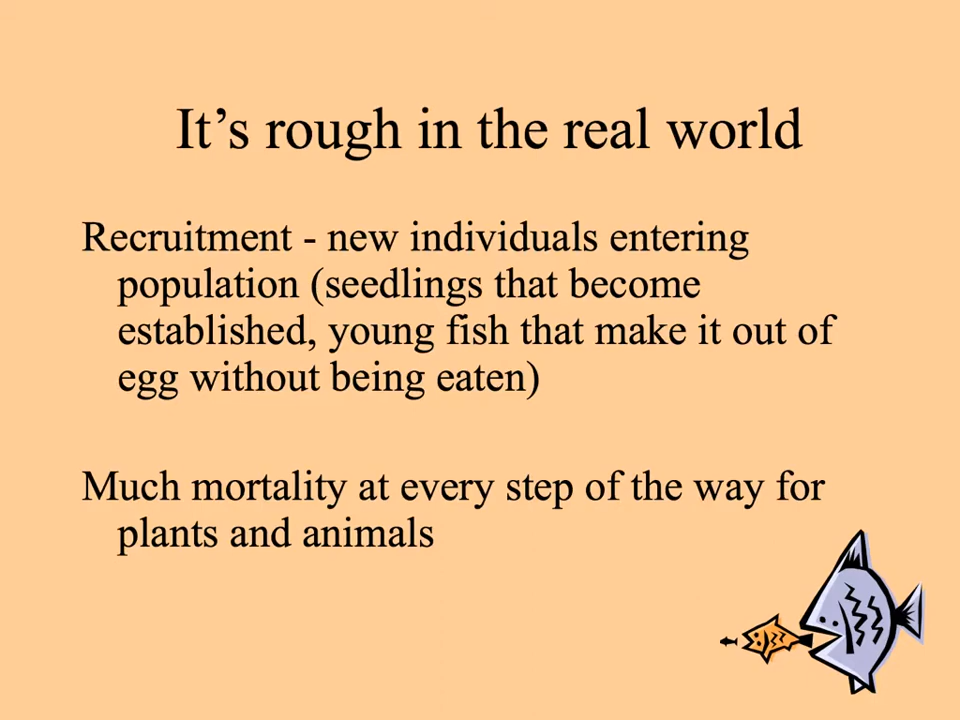 It’s rough in the real world
Recruitment - new individuals entering
population (seedlings that become
established, young fish that make it out of
egg without being eaten)
Much mortality at every step of the way for
plants and animals